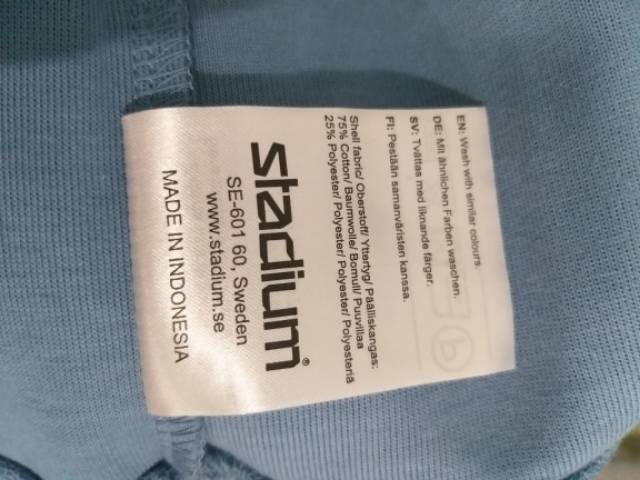 EN: Wash with similar colours.
DE: Mit ähnlichen Farben waschen.
SV: Tvättas med liknande färger.
FI: Pestään samanväristen kanssa.
Shell fabric/ Oberstoff/ Yttertyg/ Päälliskangas:
75% Cotton/ Baumwolle/ Bomull/ Puuvillaa
25% Polyester/ Polyester/ Polyester/ Polyesteriä
stadium®
SE-601 60, Sweden
www.stadium.se
MADE IN INDONESIA